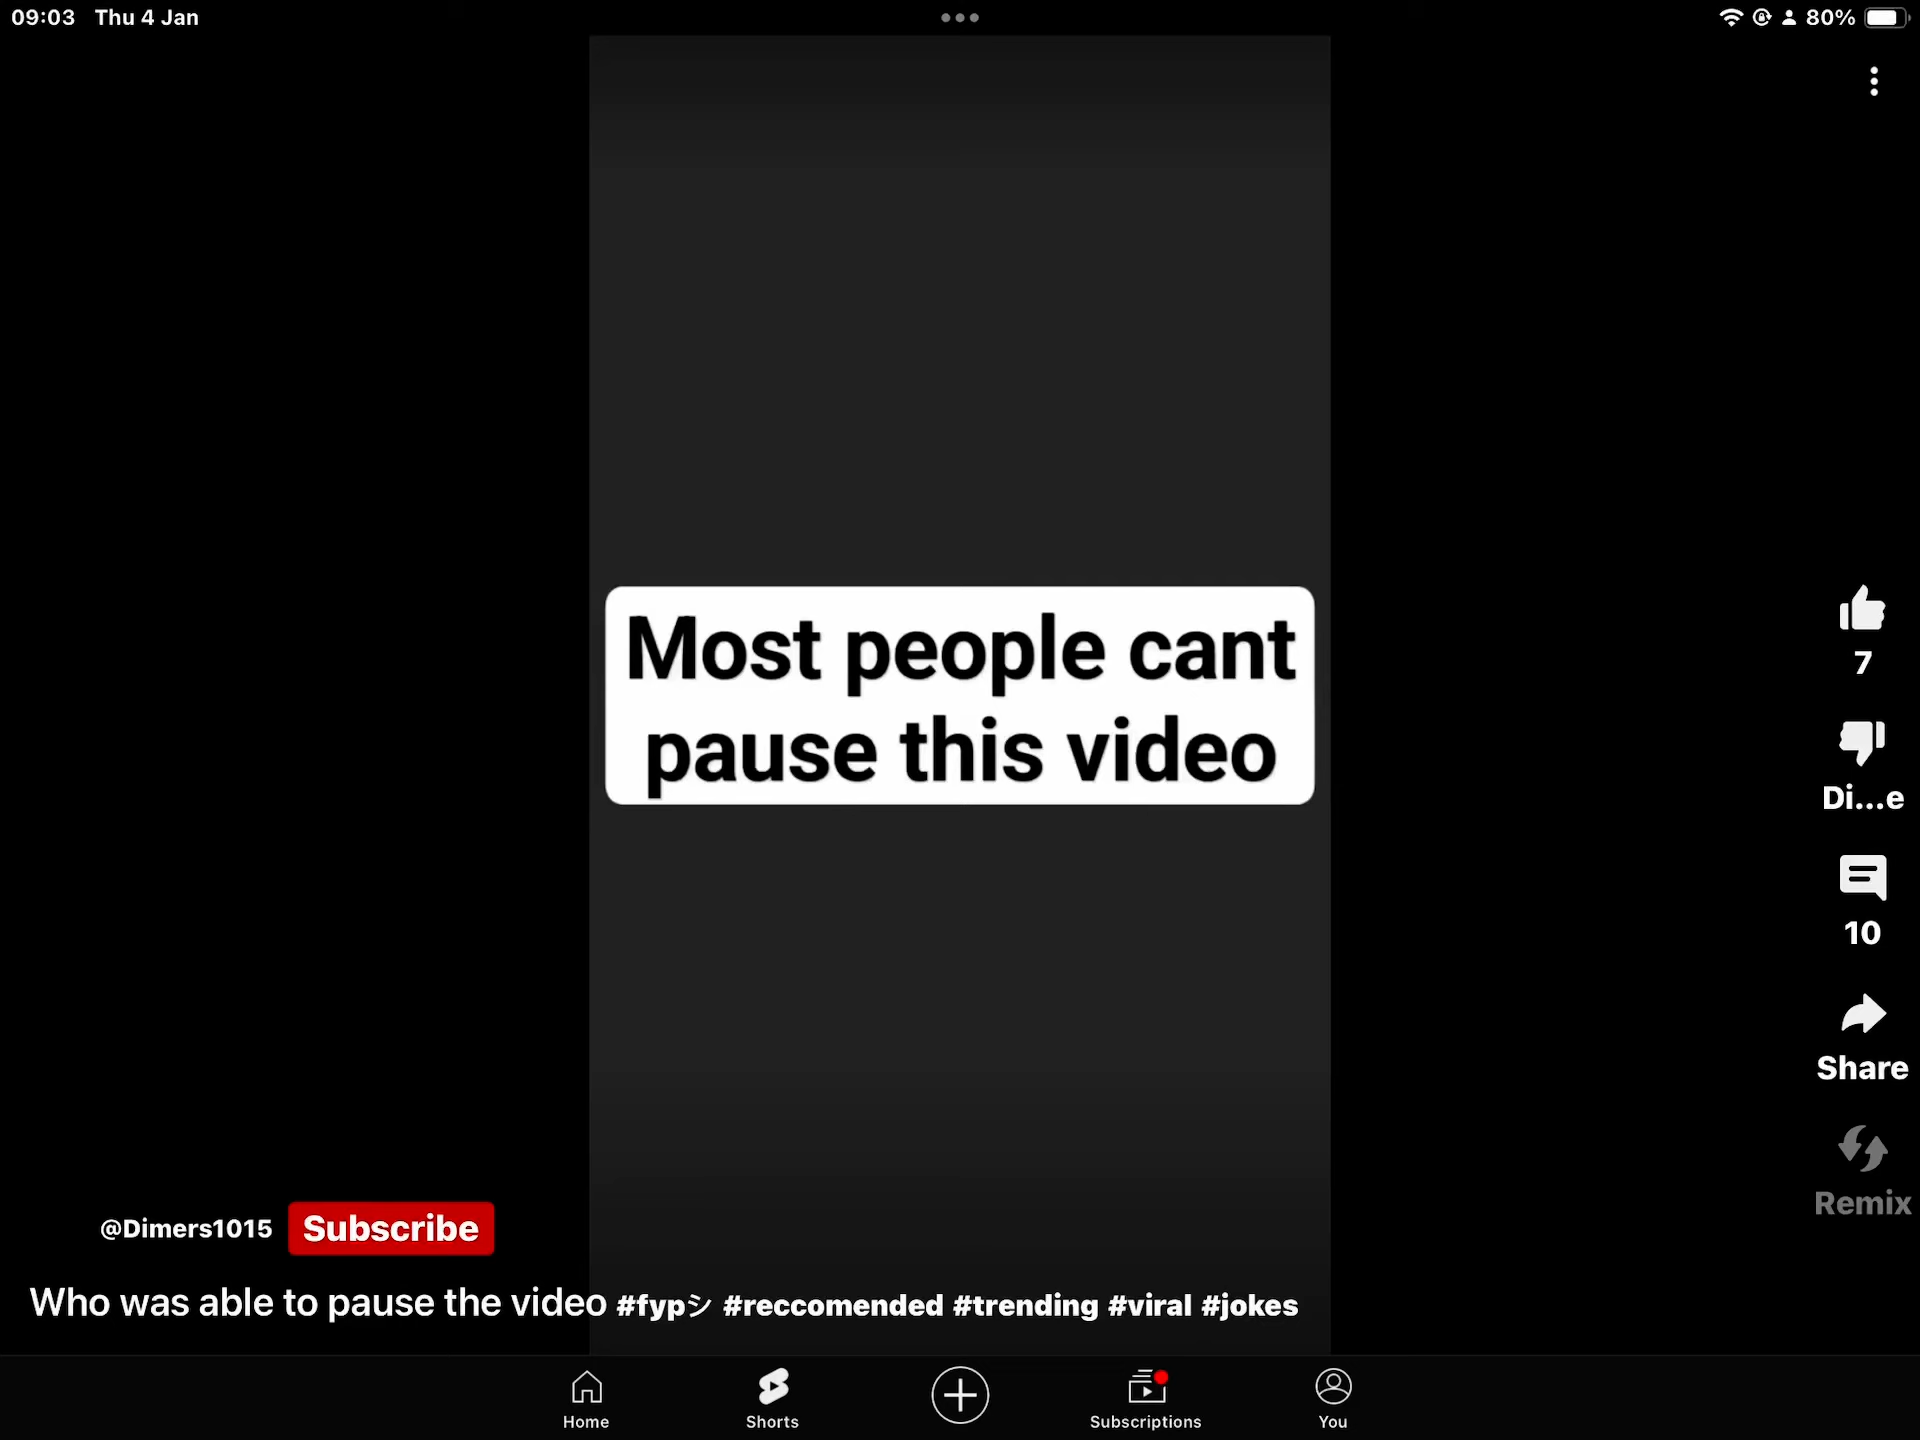 09:03 Thu 4 Jan
80%
Most people cant
pause this video
7
Di...e
10
Share
Remix
@Dimers1015 Subscribe
Who was able to pause the video #fypシ #reccomended #trending #viral #jokes
Home Shorts Subscriptions You